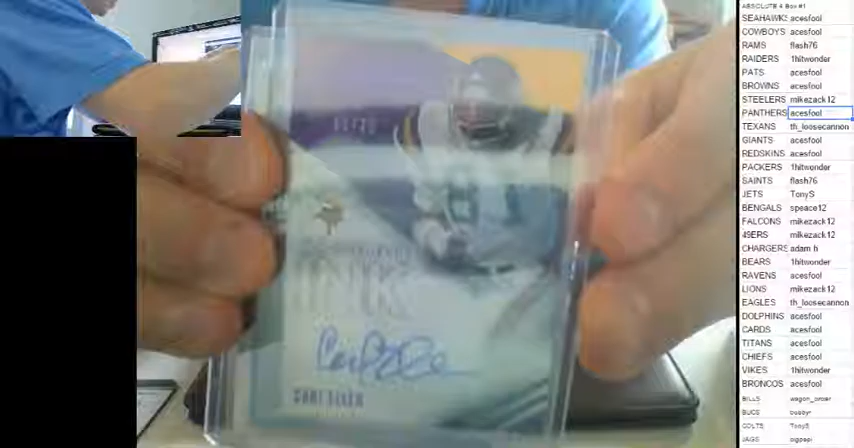 ABSOLUTE 4 Box #1
SEAHAWKS acesfool
COWBOYS acesfool
RAMS flash76
RAIDERS 1hitwonder
PATS acesfool
BROWNS acesfool
STEELERS mikezack12
PANTHERS acesfool
TEXANS th_loosecannon
GIANTS acesfool
REDSKINS acesfool
PACKERS 1hitwonder
SAINTS flash76
JETS TonyS
BENGALS speace12
FALCONS mikezack12
49ERS mikezack12
CHARGERS adam h
BEARS 1hitwonder
RAVENS acesfool
LIONS mikezack12
EAGLES th_loosecannon
DOLPHINS acesfool
CARDS acesfool
TITANS acesfool
CHIEFS acesfool
VIKES 1hitwonder
BRONCOS acesfool
BILLS
BUCS
COLTS TonyS
JAGS
INK